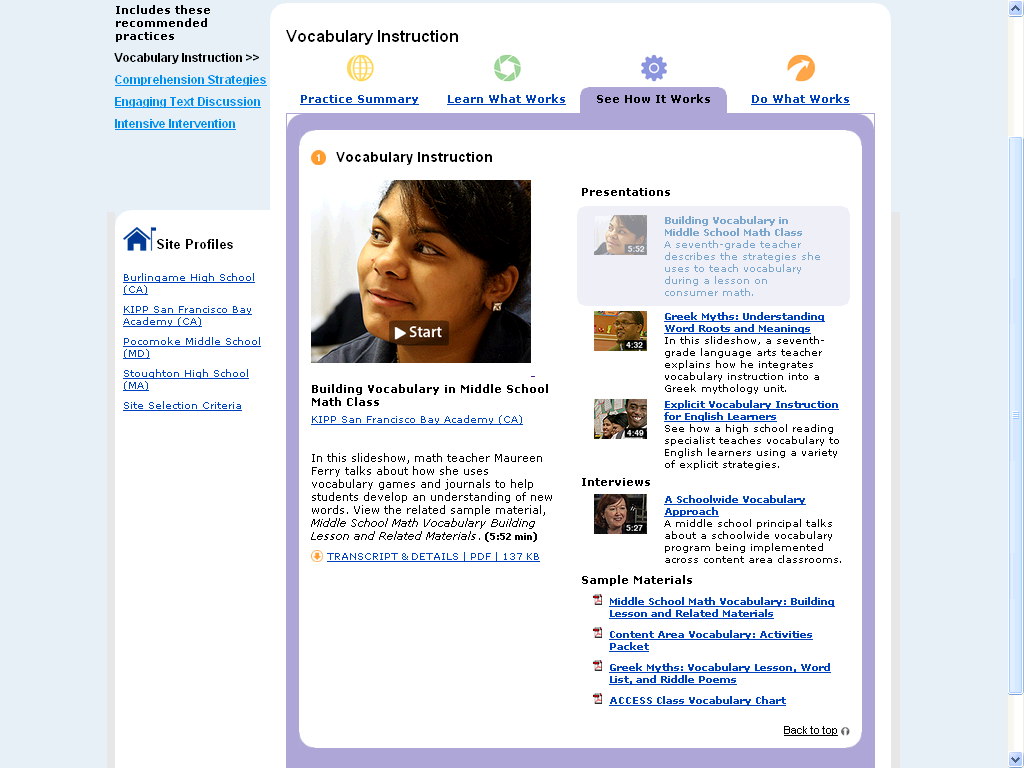 Includes these
recommended
practices
Vocabulary Instruction >>
Comprehension Strategies
Engaging Text Discussion
Intensive Intervention
Site Profiles
Burlingame High School
(CA)
KIPP San Francisco Bay
Academy (CA)
Pocomoke Middle School
(MD)
Stoughton High School
(MA)
Site Selection Criteria
Vocabulary Instruction
Practice Summary
Learn What Works
See How It Works
Do What Works
1 Vocabulary Instruction
Start
Building Vocabulary in Middle School
Math Class
KIPP San Francisco Bay Academy (CA)
In this slideshow, math teacher Maureen
Ferry talks about how she uses
vocabulary games and journals to help
students develop an understanding of new
words. View the related sample material,
Middle School Math Vocabulary Building
Lesson and Related Materials. (5:52 min)
TRANSCRIPT & DETAILS | PDF | 137 KB
Presentations
5:52
Building Vocabulary in
Middle School Math Class
A seventh-grade teacher
describes the strategies she
uses to teach vocabulary
during a lesson on
consumer math.
4:32
Greek Myths: Understanding
Word Roots and Meanings
In this slideshow, a seventh-
grade language arts teacher
explains how he integrates
vocabulary instruction into a
Greek mythology unit.
4:49
Explicit Vocabulary Instruction
for English Learners
See how a high school reading
specialist teaches vocabulary to
English learners using a variety
of explicit strategies.
Interviews
5:27
A Schoolwide Vocabulary
Approach
A middle school principal talks
about a schoolwide vocabulary
program being implemented
across content area classrooms.
Sample Materials
Middle School Math Vocabulary: Building
Lesson and Related Materials
Content Area Vocabulary: Activities
Packet
Greek Myths: Vocabulary Lesson, Word
List, and Riddle Poems
ACCESS Class Vocabulary Chart
Back to top